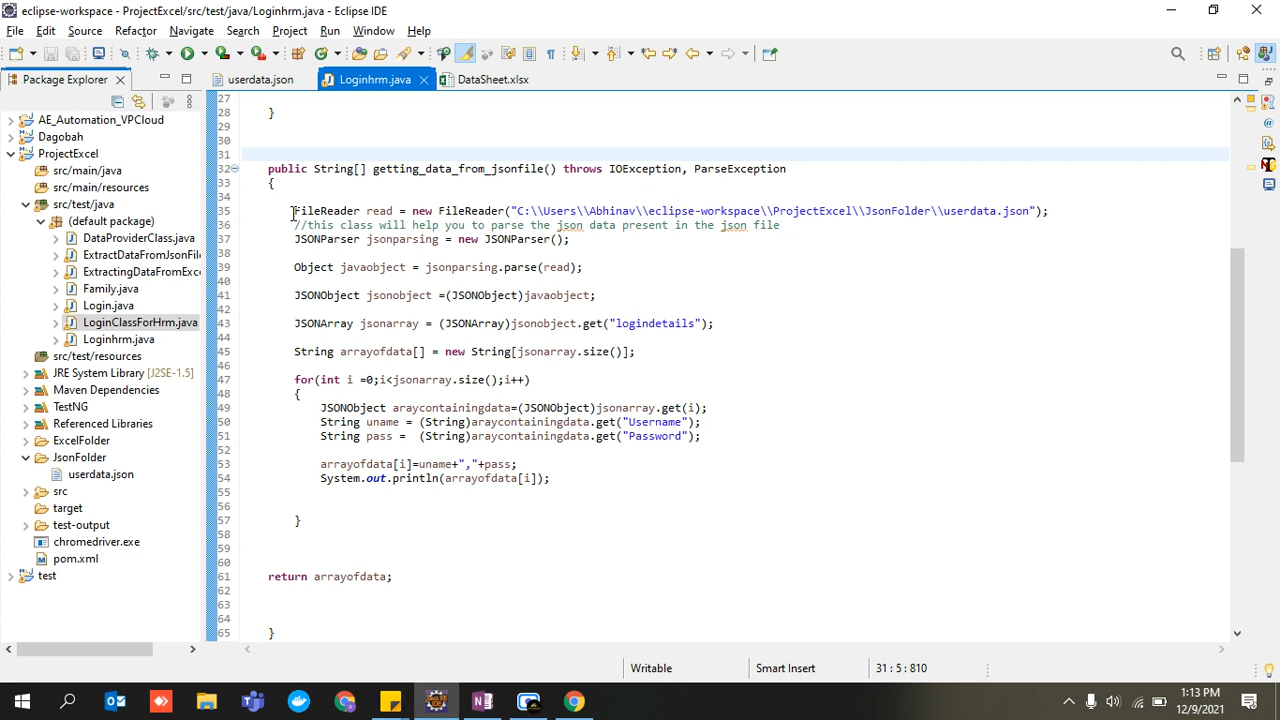 eclipse-workspace - ProjectExcel/src/test/java/Loginhrm.java - Eclipse IDE
File Edit Source Refactor Navigate Search Project Run Window Help
Package Explorer
userdata.json Loginhrm.java DataSheet.xlsx
AE_Automation_VPCloud
Dagobah
ProjectExcel
src/main/java
src/main/resources
src/test/java
(default package)
DataProviderClass.java
ExtractDataFromJsonFil
ExtractingDataFromExc
Family.java
Login.java
LoginClassForHrm.java
Loginhrm.java
src/test/resources
JRE System Library [J2SE-1.5]
Maven Dependencies
TestNG
Referenced Libraries
ExcelFolder
JsonFolder
userdata.json
src
target
test-output
chromedriver.exe
pom.xml
test
27
28 }
29
30
31
32 public String[] getting_data_from_jsonfile() throws IOException, ParseException
33 {
34
35 FileReader read = new FileReader("C:\\Users\\Abhinav\\eclipse-workspace\\ProjectExcel\\JsonFolder\\userdata.json");
36 //this class will help you to parse the json data present in the json file
37 JSONParser jsonparsing = new JSONParser();
38
39 Object javaobject = jsonparsing.parse(read);
40
41 JSONObject jsonobject =(JSONObject)javaobject;
42
43 JSONArray jsonarray = (JSONArray)jsonobject.get("logindetails");
44
45 String arrayofdata[] = new String[jsonarray.size()];
46
47 for(int i =0;i<jsonarray.size();i++)
48 {
49 JSONObject araycontainingdata=(JSONObject)jsonarray.get(i);
50 String uname = (String)araycontainingdata.get("Username");
51 String pass = (String)araycontainingdata.get("Password");
52
53 arrayofdata[i]=uname+","+pass;
54 System.out.println(arrayofdata[i]);
55
56
57 }
58
59
60
61 return arrayofdata;
62
63
64
65 }
Writable Smart Insert 31 : 5 : 810
1:13 PM
12/9/2021